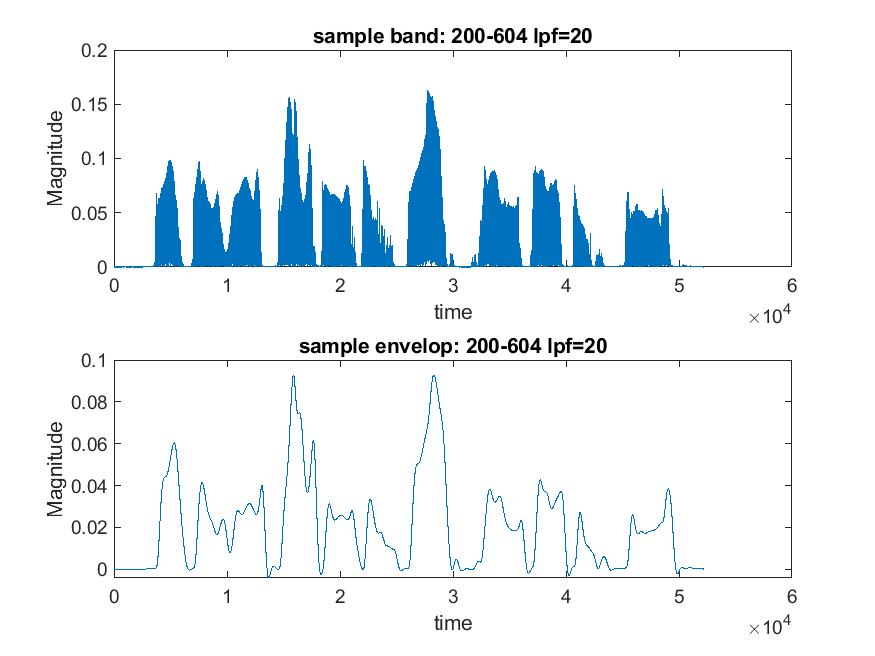 sample band: 200-604 lpf=20
0.2
0.15
0.1
0.05
0
Magnitude
0 1 2 3 4 5 6
time
×10^4
sample envelop: 200-604 lpf=20
0.1
0.08
0.06
0.04
0.02
0
Magnitude
0 1 2 3 4 5 6
time
×10^4